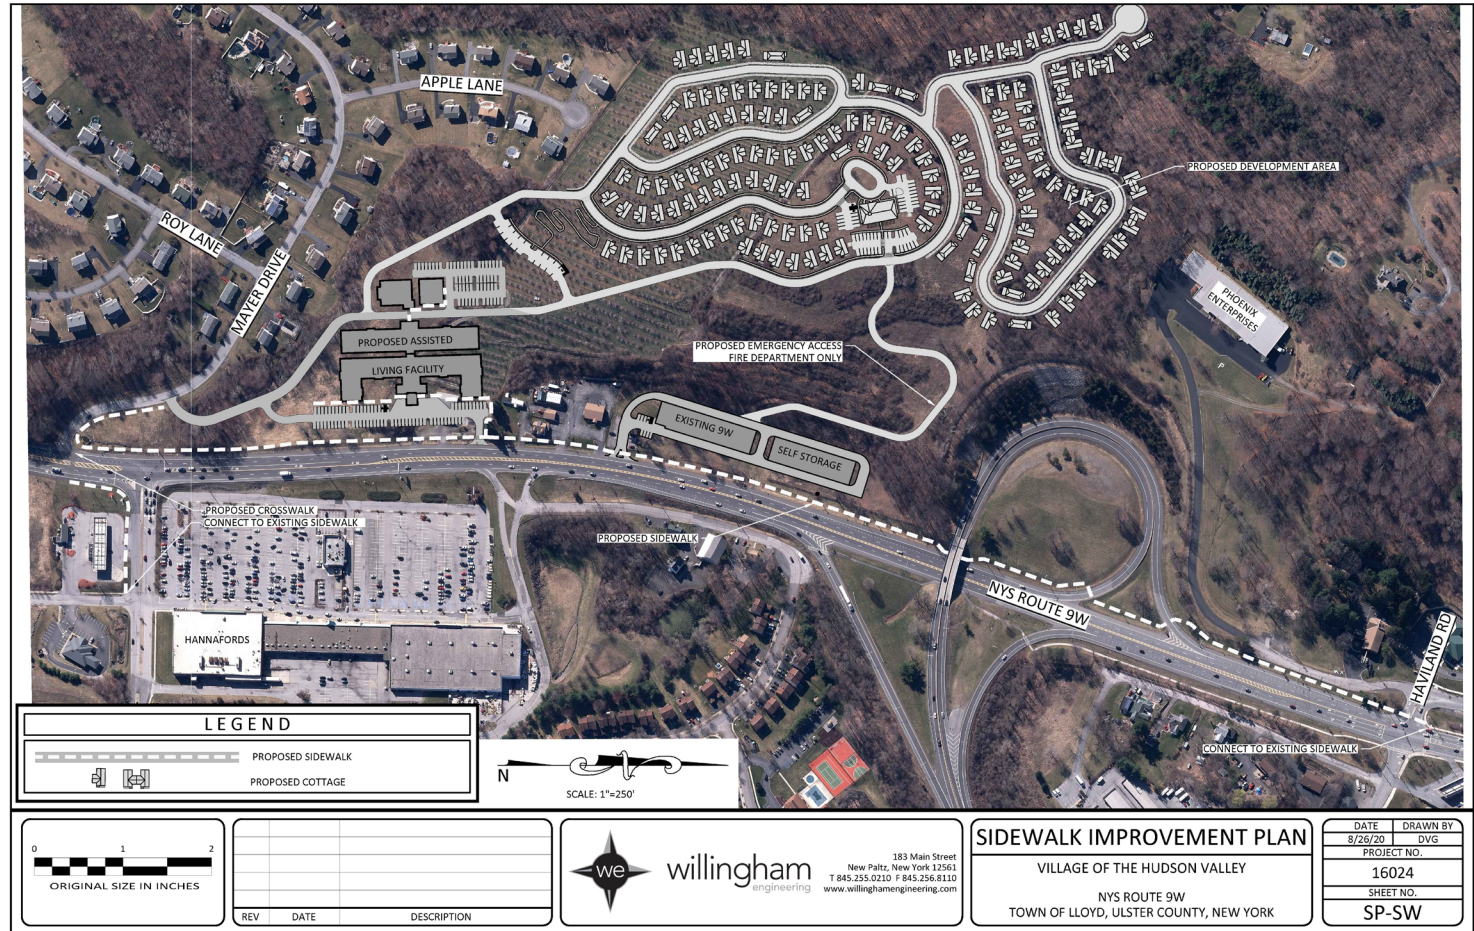 APPLE LANE
ROY LANE
MAYER DRIVE
PROPOSED DEVELOPMENT AREA
PHOENIX
ENTERPRISES
PROPOSED ASSISTED
LIVING FACILITY
PROPOSED EMERGENCY ACCESS
FIRE DEPARTMENT ONLY
EXISTING 9W
SELF STORAGE
PROPOSED CROSSWALK
CONNECT TO EXISTING SIDEWALK
PROPOSED SIDEWALK
NYS ROUTE 9W
HAVILAND RD
HANNAFORDS
CONNECT TO EXISTING SIDEWALK
LEGEND
PROPOSED SIDEWALK
PROPOSED COTTAGE
N
SCALE: 1"=250'
0 1 2
ORIGINAL SIZE IN INCHES
REV DATE DESCRIPTION
we
willingham
engineering
183 Main Street
New Paltz, New York 12561
T 845.255.0210 F 845.256.8110
www.willinghamengineering.com
SIDEWALK IMPROVEMENT PLAN
VILLAGE OF THE HUDSON VALLEY
NYS ROUTE 9W
TOWN OF LLOYD, ULSTER COUNTY, NEW YORK
DATE DRAWN BY
8/26/20 DVG
PROJECT NO.
16024
SHEET NO.
SP-SW